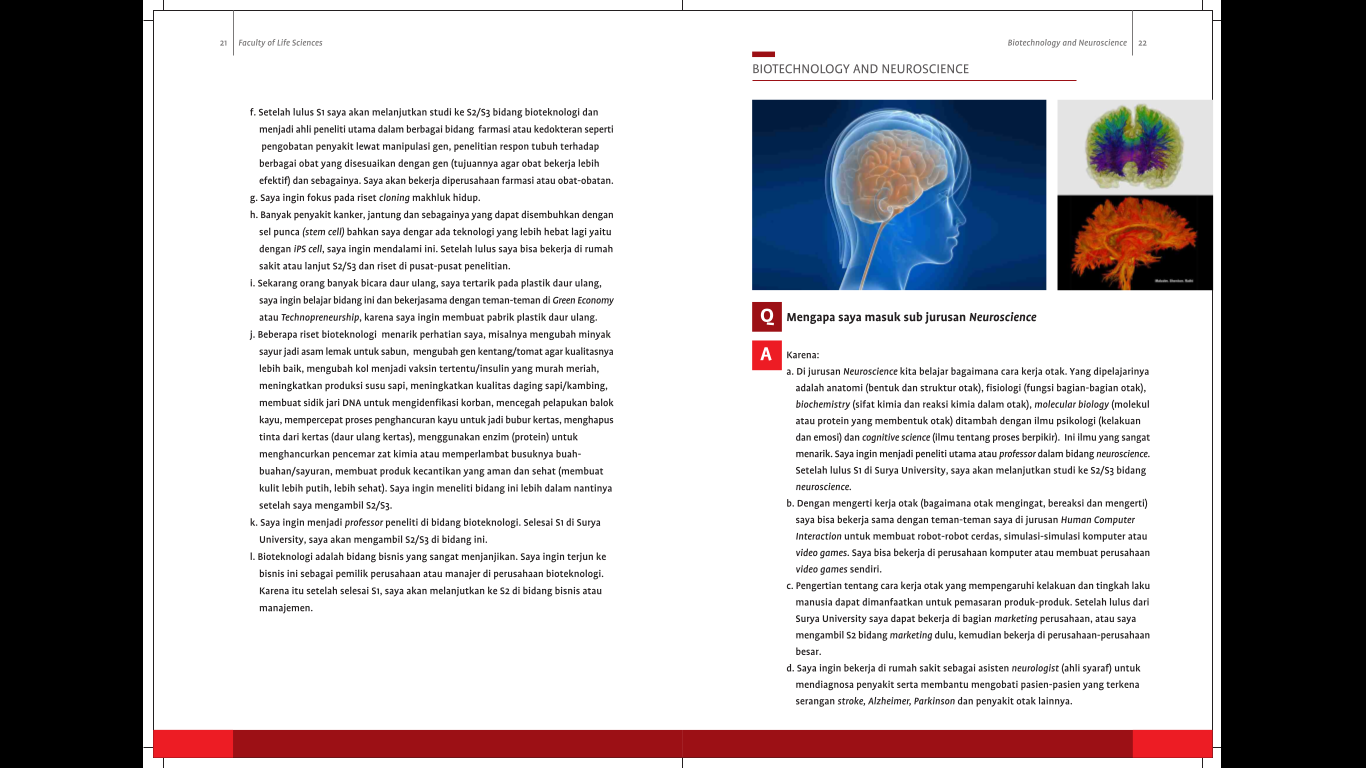 21 Faculty of Life Sciences
f. Setelah lulus S1 saya akan melanjutkan studi ke S2/S3 bidang bioteknologi dan
menjadi ahli peneliti utama dalam berbagai bidang farmasi atau kedokteran seperti
pengobatan penyakit lewat manipulasi gen, penelitian respon tubuh terhadap
berbagai obat yang disesuaikan dengan gen (tujuannya agar obat bekerja lebih
efektif) dan sebagainya. Saya akan bekerja diperusahaan farmasi atau obat-obatan.
g. Saya ingin fokus pada riset cloning makhluk hidup.
h. Banyak penyakit kanker, jantung dan sebagainya yang dapat disembuhkan dengan
sel punca (stem cell) bahkan saya dengar ada teknologi yang lebih hebat lagi yaitu
dengan iPS cell, saya ingin mendalami ini. Setelah lulus saya bisa bekerja di rumah
sakit atau lanjut S2/S3 dan riset di pusat-pusat penelitian.
i. Sekarang orang banyak bicara daur ulang, saya tertarik pada plastik daur ulang,
saya ingin belajar bidang ini dan bekerjasama dengan teman-teman di Green Economy
atau Technopreneurship, karena saya ingin membuat pabrik plastik daur ulang.
j. Beberapa riset bioteknologi menarik perhatian saya, misalnya mengubah minyak
sayur jadi asam lemak untuk sabun, mengubah gen kentang/tomat agar kualitasnya
lebih baik, mengubah kol menjadi vaksin tertentu/insulin yang murah meriah,
meningkatkan produksi susu sapi, meningkatkan kualitas daging sapi/kambing,
membuat sidik jari DNA untuk mengidenfikasi korban, mencegah pelapukan balok
kayu, mempercepat proses penghancuran kayu untuk jadi bubur kertas, menghapus
tinta dari kertas (daur ulang kertas), menggunakan enzim (protein) untuk
menghancurkan pencemar zat kimia atau memperlambat busuknya buah-
buahan/sayuran, membuat produk kecantikan yang aman dan sehat (membuat
kulit lebih putih, lebih sehat). Saya ingin meneliti bidang ini lebih dalam nantinya
setelah saya mengambil S2/S3.
k. Saya ingin menjadi professor peneliti di bidang bioteknologi. Selesai S1 di Surya
University, saya akan mengambil S2/S3 di bidang ini.
l. Bioteknologi adalah bidang bisnis yang sangat menjanjikan. Saya ingin terjun ke
bisnis ini sebagai pemilik perusahaan atau manajer di perusahaan bioteknologi.
Karena itu setelah selesai S1, saya akan melanjutkan ke S2 di bidang bisnis atau
manajemen.
Biotechnology and Neuroscience 22
BIOTECHNOLOGY AND NEUROSCIENCE
Q Mengapa saya masuk sub jurusan Neuroscience
A Karena:
a. Di jurusan Neuroscience kita belajar bagaimana cara kerja otak. Yang dipelajarinya
adalah anatomi (bentuk dan struktur otak), fisiologi (fungsi bagian-bagian otak),
biochemistry (sifat kimia dan reaksi kimia dalam otak), molecular biology (molekul
atau protein yang membentuk otak) ditambah dengan ilmu psikologi (kelakuan
dan emosi) dan cognitive science (ilmu tentang proses berpikir). Ini ilmu yang sangat
menarik. Saya ingin menjadi peneliti utama atau professor dalam bidang neuroscience.
Setelah lulus S1 di Surya University, saya akan melanjutkan studi ke S2/S3 bidang
neuroscience.
b. Dengan mengerti kerja otak (bagaimana otak mengingat, bereaksi dan mengerti)
saya bisa bekerja sama dengan teman-teman saya di jurusan Human Computer
Interaction untuk membuat robot-robot cerdas, simulasi-simulasi komputer atau
video games. Saya bisa bekerja di perusahaan komputer atau membuat perusahaan
video games sendiri.
c. Pengertian tentang cara kerja otak yang mempengaruhi kelakuan dan tingkah laku
manusia dapat dimanfaatkan untuk pemasaran produk-produk. Setelah lulus dari
Surya University saya dapat bekerja di bagian marketing perusahaan, atau saya
mengambil S2 bidang marketing dulu, kemudian bekerja di perusahaan-perusahaan
besar.
d. Saya ingin bekerja di rumah sakit sebagai asisten neurologist (ahli syaraf) untuk
mendiagnosa penyakit serta membantu mengobati pasien-pasien yang terkena
serangan stroke, Alzheimer, Parkinson dan penyakit otak lainnya.